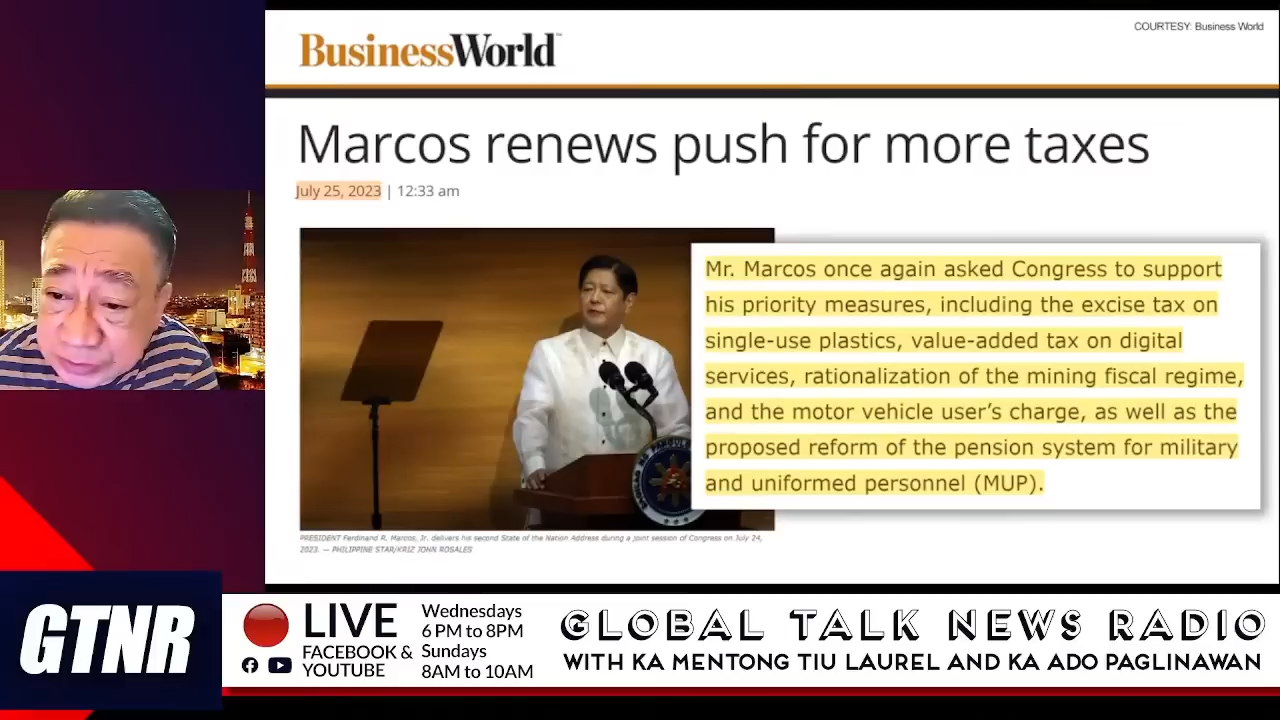 COURTESY: Business World
BusinessWorld
Marcos renews push for more taxes
July 25, 2023 | 12:33 am
Mr. Marcos once again asked Congress to support
his priority measures, including the excise tax on
single-use plastics, value-added tax on digital
services, rationalization of the mining fiscal regime,
and the motor vehicle user's charge, as well as the
proposed reform of the pension system for military
and uniformed personnel (MUP).
PRESIDENT Ferdinand R. Marcos, Jr. delivers his second State of the Nation Address during a joint session of Congress on July 24,
2023. — PHILIPPINE STAR/KRIZ JOHN ROSALES
GTNR
LIVE
FACEBOOK &
YOUTUBE
Wednesdays
6 PM to 8PM
Sundays
8AM to 10AM
GLOBAL TALK NEWS RADIO
WITH KA MENTONG TIU LAUREL AND KA ADO PAGLINAWAN